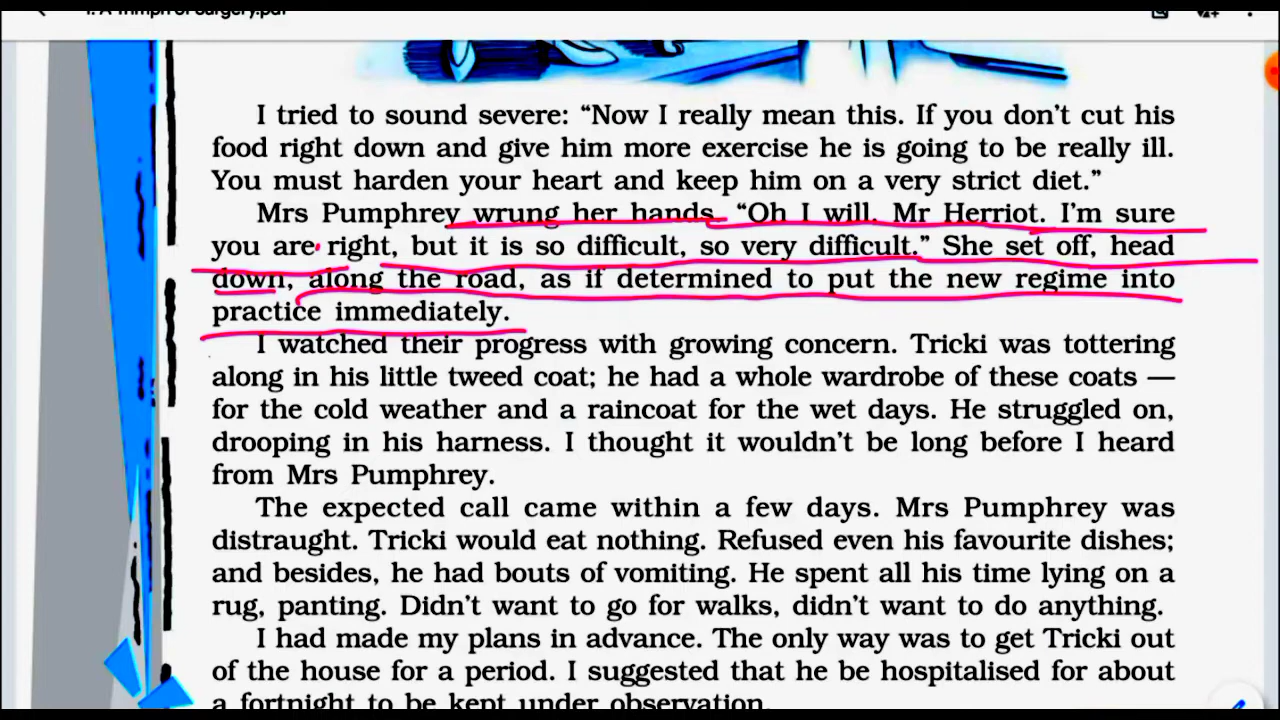 I tried to sound severe: “Now I really mean this. If you don’t cut his
food right down and give him more exercise he is going to be really ill.
You must harden your heart and keep him on a very strict diet.”
Mrs Pumphrey wrung her hands. “Oh I will, Mr Herriot. I’m sure
you are right, but it is so difficult, so very difficult.” She set off, head
down, along the road, as if determined to put the new regime into
practice immediately.
I watched their progress with growing concern. Tricki was tottering
along in his little tweed coat; he had a whole wardrobe of these coats —
for the cold weather and a raincoat for the wet days. He struggled on,
drooping in his harness. I thought it wouldn’t be long before I heard
from Mrs Pumphrey.
The expected call came within a few days. Mrs Pumphrey was
distraught. Tricki would eat nothing. Refused even his favourite dishes;
and besides, he had bouts of vomiting. He spent all his time lying on a
rug, panting. Didn’t want to go for walks, didn’t want to do anything.
I had made my plans in advance. The only way was to get Tricki out
of the house for a period. I suggested that he be hospitalised for about
a fortnight to be kept under observation.